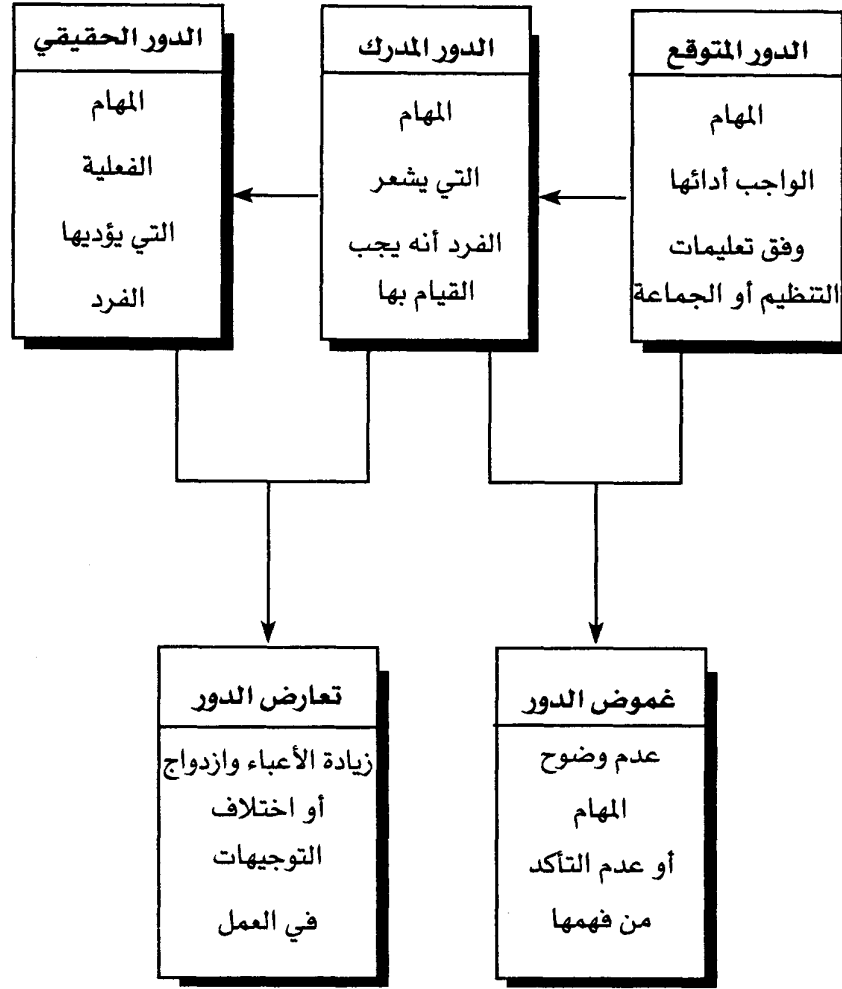 الدور المتوقع
المهام
الواجب أدائها
وفق تعليمات
التنظيم أو الجماعة
الدور المدرك
المهام
التي يشعر
الفرد أنه يجب
القيام بها
الدور الحقيقي
المهام
الفعلية
التي يؤديها
الفرد
غموض الدور
عدم وضوح
المهام
أو عدم التأكد
من فهمها
تعارض الدور
زيادة الأعباء وازدواج
أو اختلاف
التوجيهات
في العمل